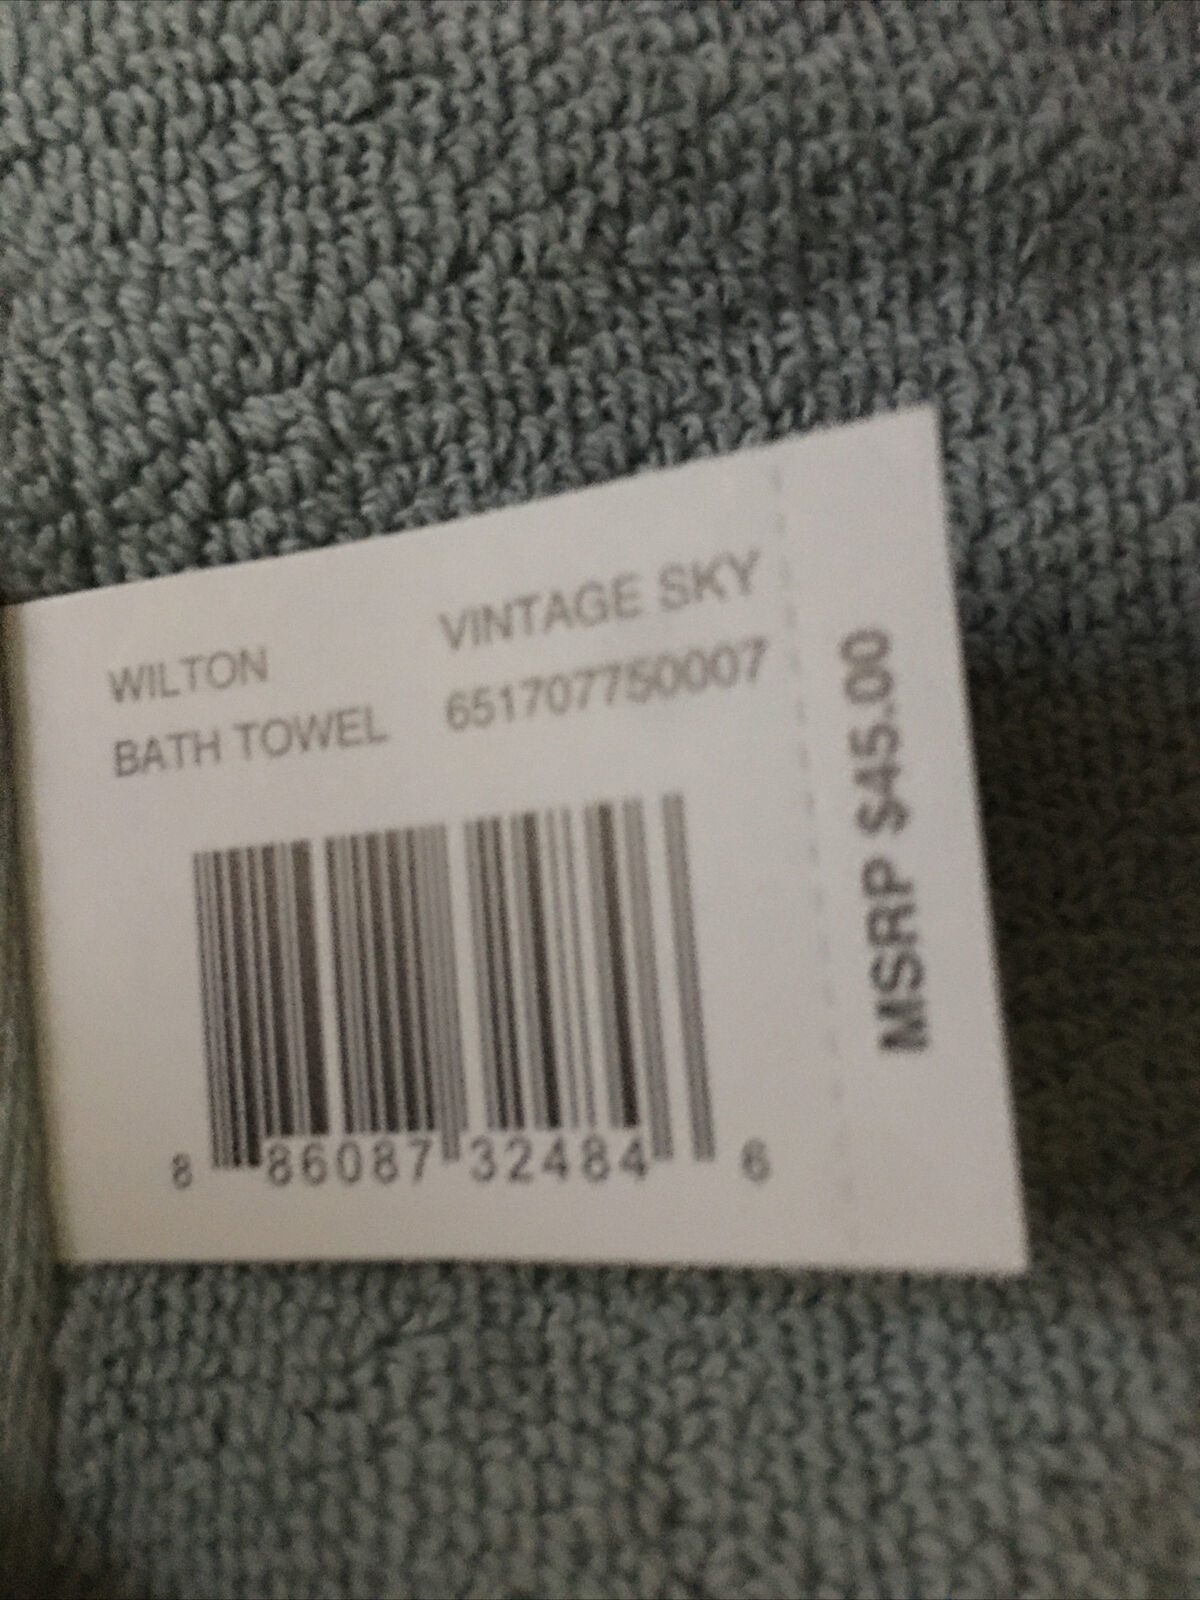 WILTON VINTAGE SKY
BATH TOWEL 651707750007
8 86087 32484 6
MSRP $45.00